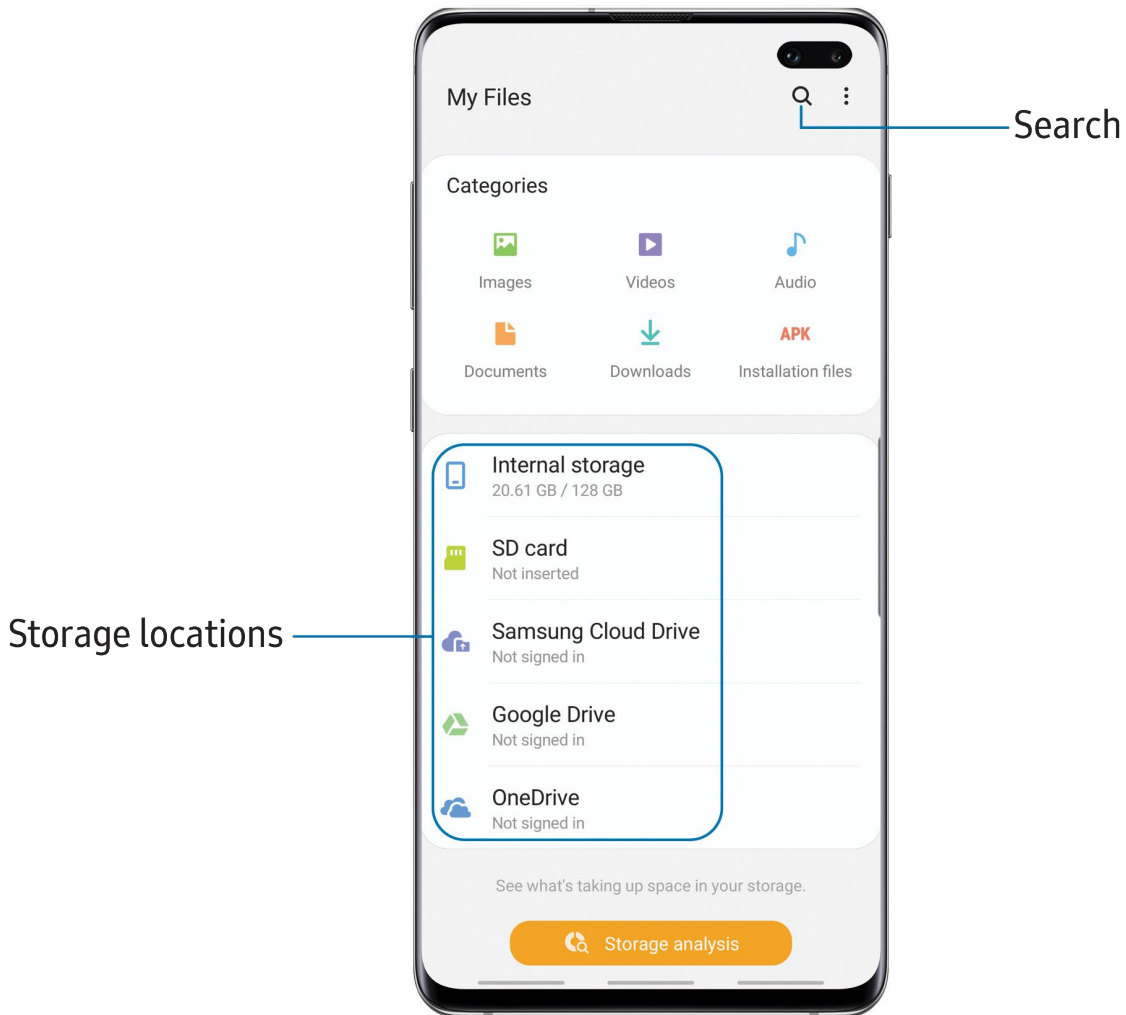 My Files
Search
Categories
Images Videos Audio
APK
Documents Downloads Installation files
Internal storage
20.61 GB / 128 GB
SD card
Not inserted
Storage locations
Samsung Cloud Drive
Not signed in
Google Drive
Not signed in
OneDrive
Not signed in
See what's taking up space in your storage.
Storage analysis